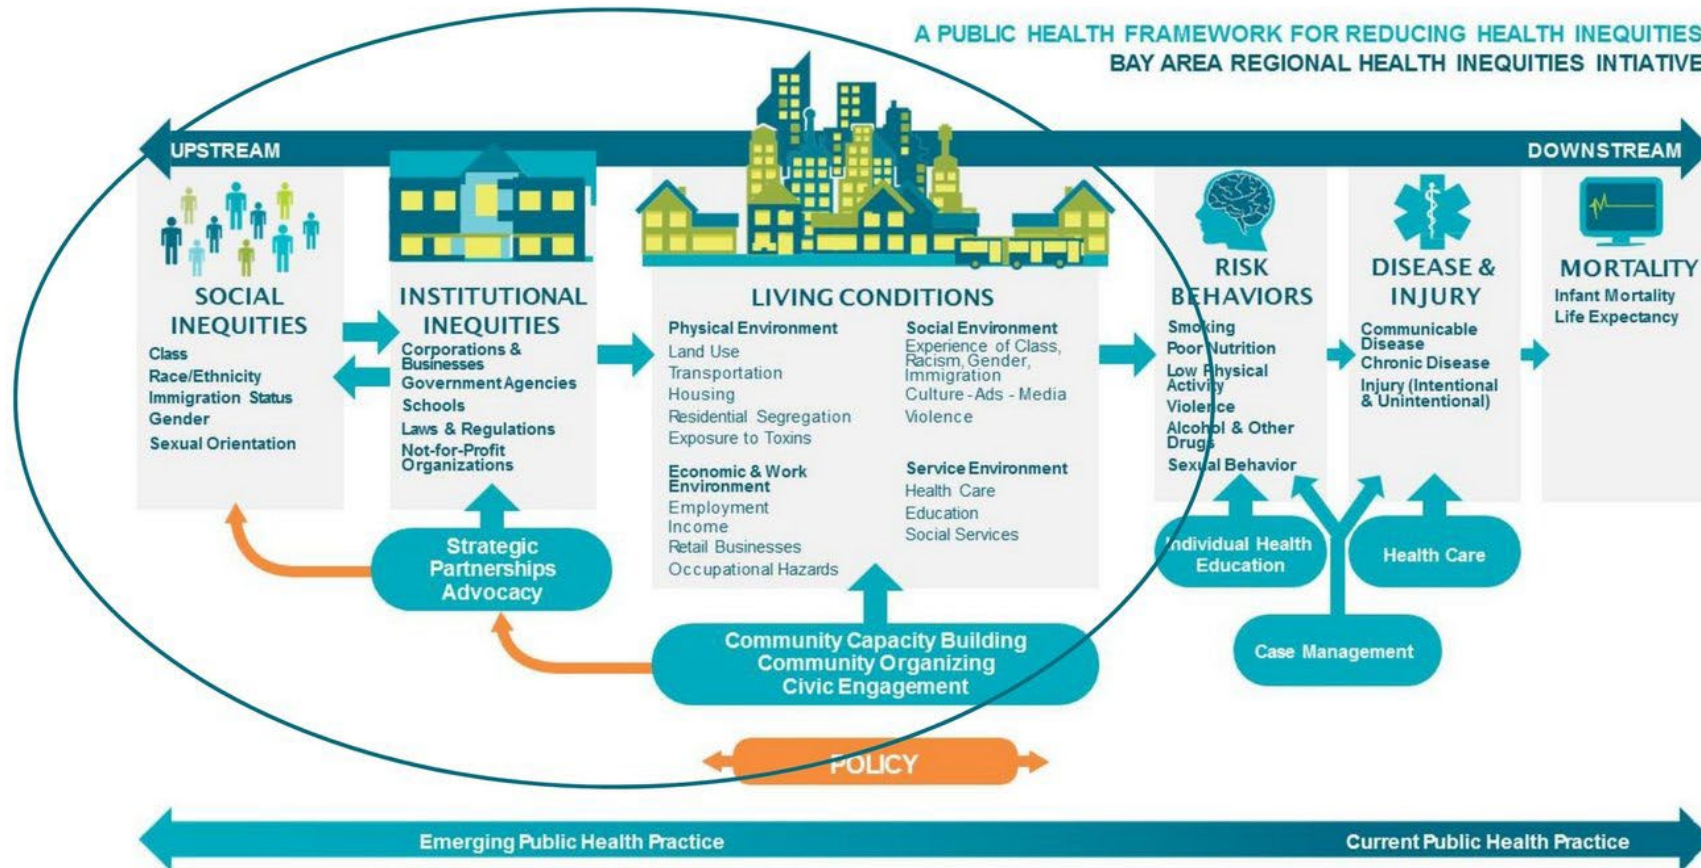 A PUBLIC HEALTH FRAMEWORK FOR REDUCING HEALTH INEQUITIES
BAY AREA REGIONAL HEALTH INEQUITIES INTIATIVE
UPSTREAM
DOWNSTREAM
SOCIAL
INEQUITIES
Class
Race/Ethnicity
Immigration Status
Gender
Sexual Orientation
INSTITUTIONAL
INEQUITIES
Corporations &
Businesses
Government Agencies
Schools
Laws & Regulations
Not-for-Profit
Organizations
LIVING CONDITIONS
Physical Environment
Land Use
Transportation
Housing
Residential Segregation
Exposure to Toxins
Economic & Work
Environment
Employment
Income
Retail Businesses
Occupational Hazards
Social Environment
Experience of Class,
Racism, Gender,
Immigration
Culture - Ads - Media
Violence
Service Environment
Health Care
Education
Social Services
RISK
BEHAVIORS
Smoking
Poor Nutrition
Low Physical
Activity
Violence
Alcohol & Other
Drugs
Sexual Behavior
DISEASE &
INJURY
Communicable
Disease
Chronic Disease
Injury (Intentional
& Unintentional)
MORTALITY
Infant Mortality
Life Expectancy
Strategic
Partnerships
Advocacy
Community Capacity Building
Community Organizing
Civic Engagement
Individual Health
Education
Health Care
Case Management
POLICY
Emerging Public Health Practice
Current Public Health Practice